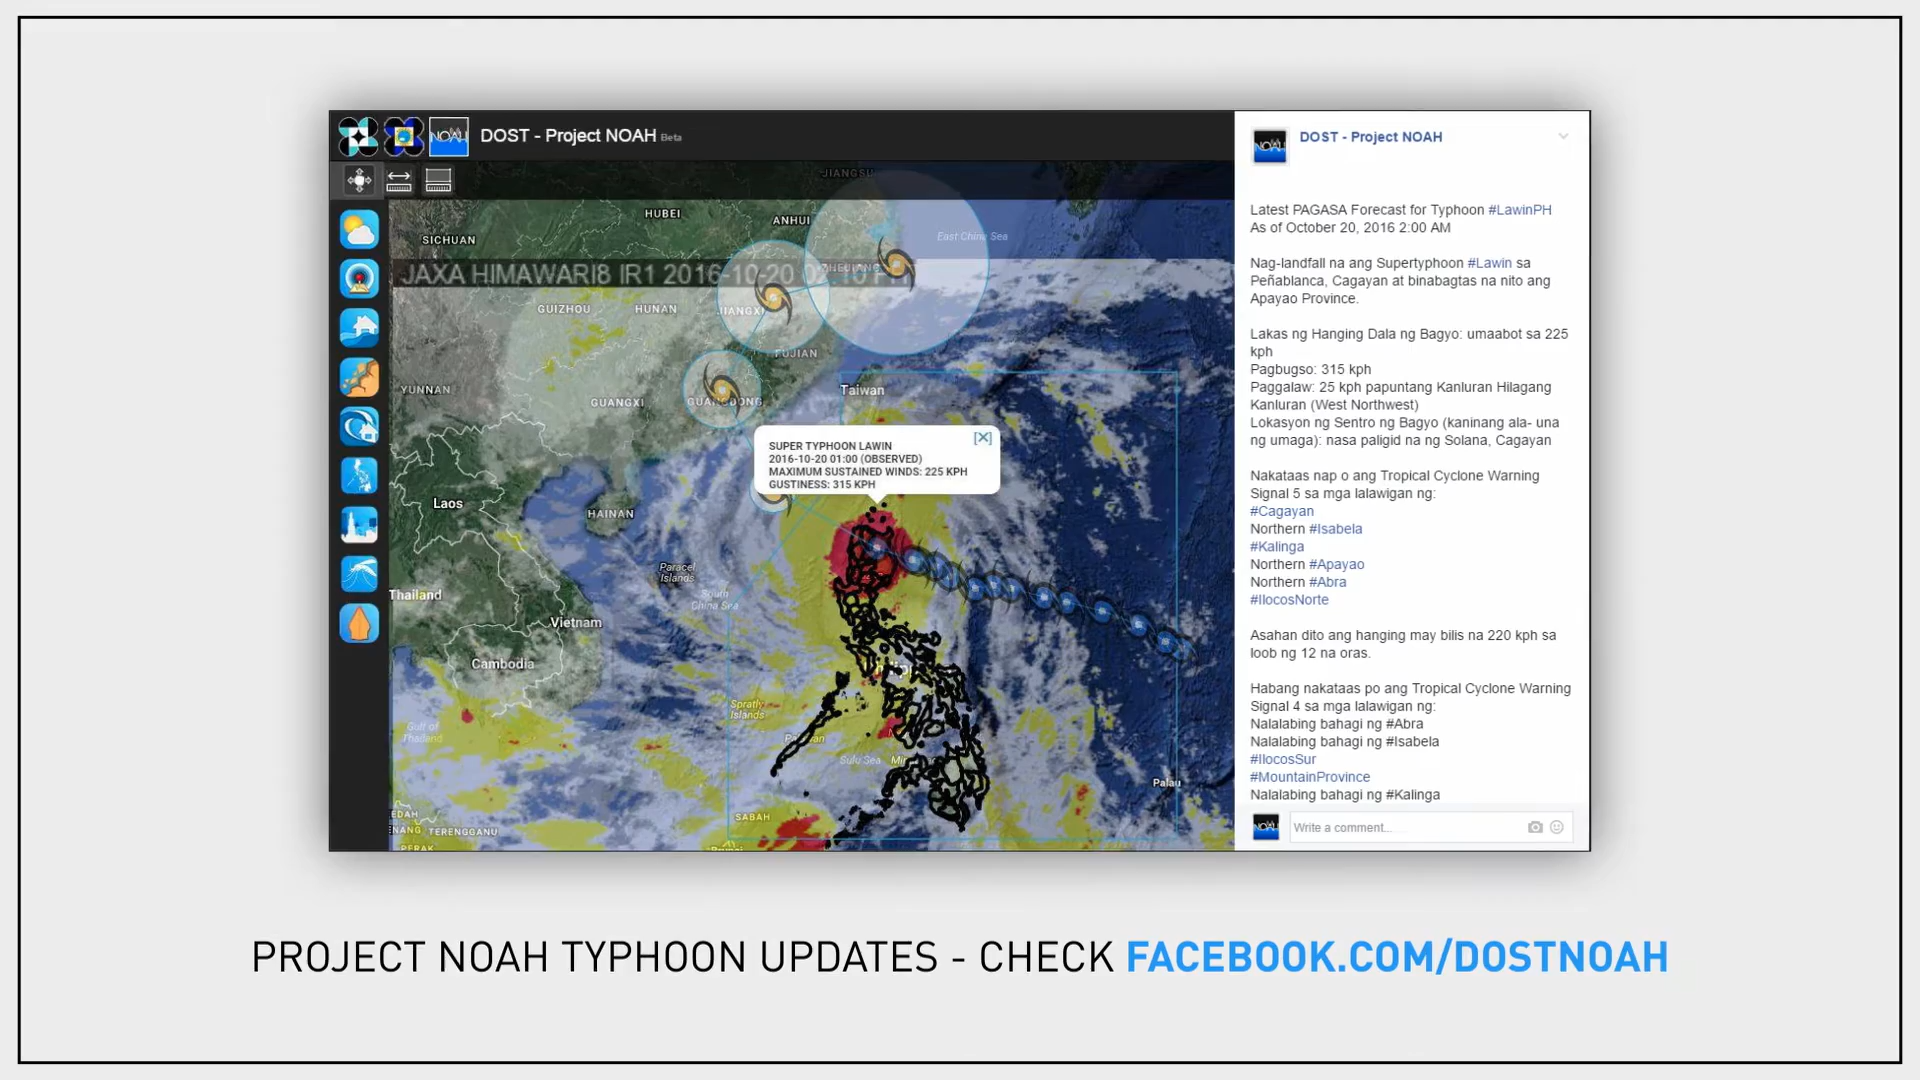 DOST - Project NOAH Beta
JIANGSU
HUBEI
ANHUI
SICHUAN
East China Sea
ZHEJIANG
JAXA HIMAWARI8 IR1 2016-10-20
GUIZHOU
HUNAN
JIANGXI
FUJIAN
YUNNAN
Taiwan
GUANGXI
GUANGDONG
SUPER TYPHOON LAWIN
2016-10-20 01:00 (OBSERVED)
MAXIMUM SUSTAINED WINDS: 225 KPH
GUSTINESS: 315 KPH
[X]
Laos
HAINAN
Paracel
Islands
South
China Sea
Thailand
Vietnam
Cambodia
Spratly
Islands
Gulf of
Thailand
Sulu Sea
Palau
SABAH
TERENGGANU
PERAK
NOAH
DOST - Project NOAH
Latest PAGASA Forecast for Typhoon #LawinPH
As of October 20, 2016 2:00 AM
Nag-landfall na ang Supertyphoon #Lawin sa
Peñablanca, Cagayan at binabagtas na nito ang
Apayao Province.
Lakas ng Hanging Dala ng Bagyo: umaabot sa 225
kph
Pagbugso: 315 kph
Paggalaw: 25 kph papuntang Kanluran Hilagang
Kanluran (West Northwest)
Lokasyon ng Sentro ng Bagyo (kaninang ala- una
ng umaga): nasa paligid na ng Solana, Cagayan
Nakataas nap o ang Tropical Cyclone Warning
Signal 5 sa mga lalawigan ng:
#Cagayan
Northern #Isabela
#Kalinga
Northern #Apayao
Northern #Abra
#IlocosNorte
Asahan dito ang hanging may bilis na 220 kph sa
loob ng 12 na oras.
Habang nakataas po ang Tropical Cyclone Warning
Signal 4 sa mga lalawigan ng:
Nalalabing bahagi ng #Abra
Nalalabing bahagi ng #Isabela
#IlocosSur
#MountainProvince
Nalalabing bahagi ng #Kalinga
Write a comment...
PROJECT NOAH TYPHOON UPDATES - CHECK FACEBOOK.COM/DOSTNOAH